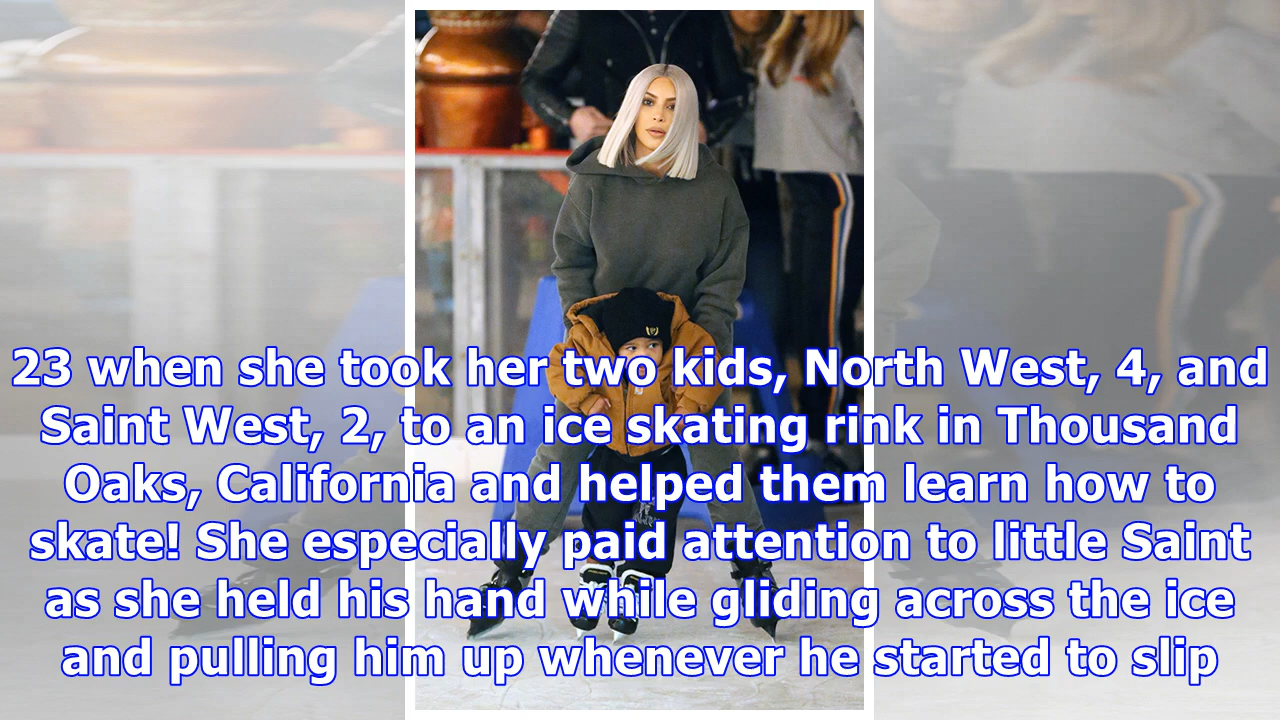 23 when she took her two kids, North West, 4, and
Saint West, 2, to an ice skating rink in Thousand
Oaks, California and helped them learn how to
skate! She especially paid attention to little Saint
as she held his hand while gliding across the ice
and pulling him up whenever he started to slip